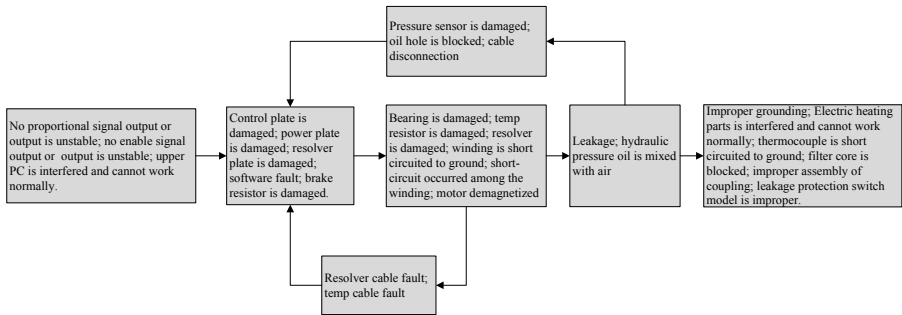 Pressure sensor is damaged;
oil hole is blocked; cable
disconnection
No proportional signal output or
output is unstable; no enable signal
output or  output is unstable; upper
PC is interfered and cannot work
normally.
Control plate is
damaged; power plate
is damaged; resolver
plate is damaged;
software fault; brake
resistor is damaged.
Bearing is damaged; temp
resistor is damaged; resolver
is damaged; winding is short
circuited to ground; short-
circuit occurred among the
winding; motor demagnetized
Leakage; hydraulic
pressure oil is mixed
with air
Improper grounding; Electric heating
parts is interfered and cannot work
normally; thermocouple is short
circuited to ground; filter core is
blocked; improper assembly of
coupling; leakage protection switch
model is improper.
Resolver cable fault;
temp cable fault